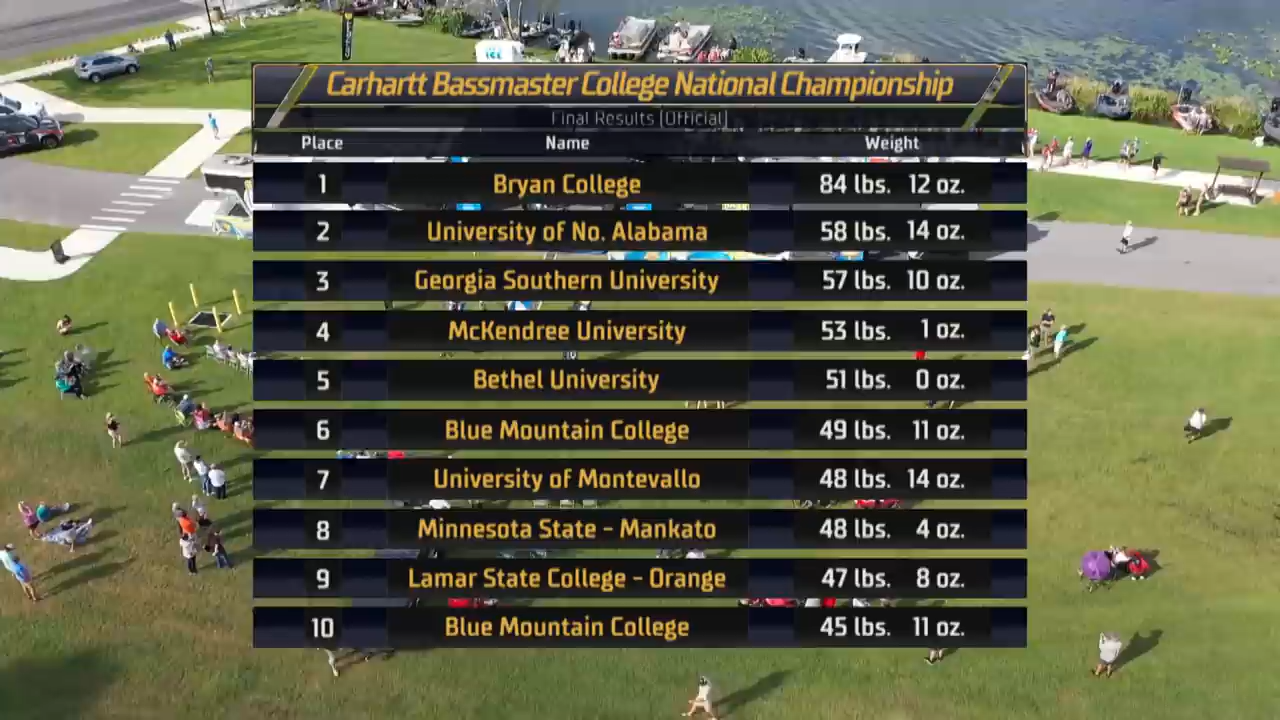 Carhartt Bassmaster College National Championship
Final Results [Official]
Place Name Weight
1 Bryan College 84 lbs. 12 oz.
2 University of No. Alabama 58 lbs. 14 oz.
3 Georgia Southern University 57 lbs. 10 oz.
4 McKendree University 53 lbs. 1 oz.
5 Bethel University 51 lbs. 0 oz.
6 Blue Mountain College 49 lbs. 11 oz.
7 University of Montevallo 48 lbs. 14 oz.
8 Minnesota State - Mankato 48 lbs. 4 oz.
9 Lamar State College - Orange 47 lbs. 8 oz.
10 Blue Mountain College 45 lbs. 11 oz.